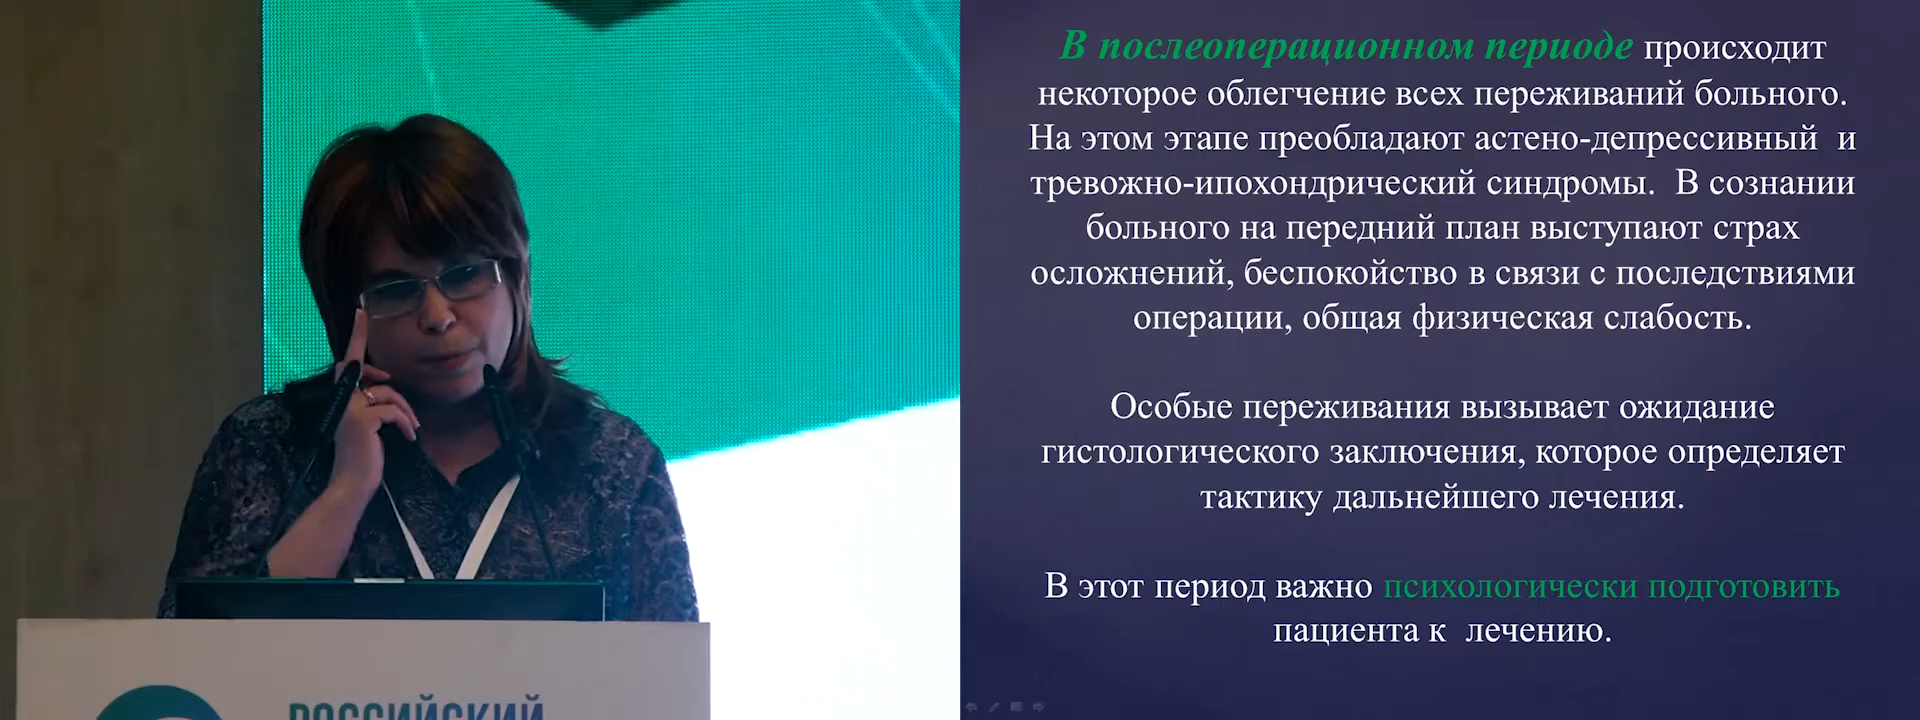 В послеоперационном периоде происходит
некоторое облегчение всех переживаний больного.
На этом этапе преобладают астено-депрессивный и
тревожно-ипохондрический синдромы. В сознании
больного на передний план выступают страх
осложнений, беспокойство в связи с последствиями
операции, общая физическая слабость.
Особые переживания вызывает ожидание
гистологического заключения, которое определяет
тактику дальнейшего лечения.
В этот период важно психологически подготовить
пациента к лечению.
РОССИЙСКИЙ